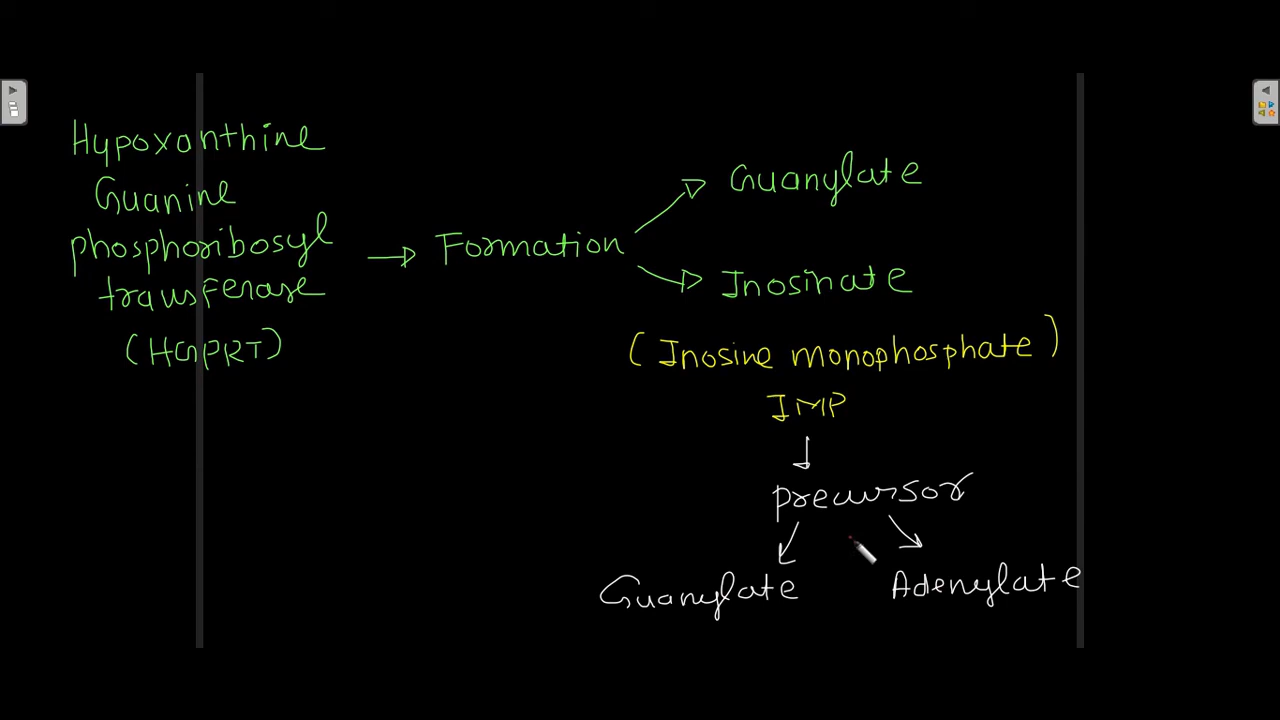 Hypoxanthine
Guanine
phosphoribosyl
transferase
(HGPRT)
Formation
Guanylate
Inosinate
(Inosine monophosphate)
IMP
precursor
Guanylate Adenylate